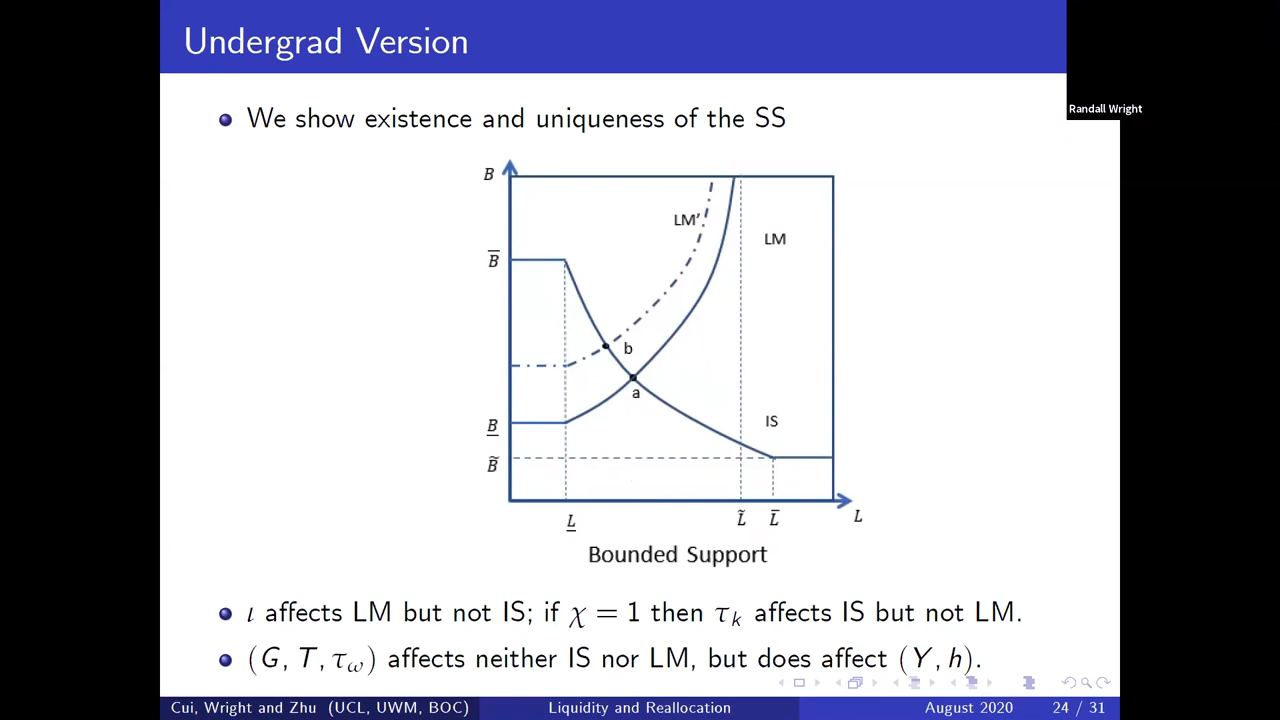 Undergrad Version
Randall Wright
We show existence and uniqueness of the SS
B
LM'
LM
B̅
b
a
B̲
IS
B̃
L̲
L̃
L̅
L
Bounded Support
ι affects LM but not IS; if χ = 1 then τₖ affects IS but not LM.
(G, T, τ_ω) affects neither IS nor LM, but does affect (Y, h).
Cui, Wright and Zhu (UCL, UWM, BOC)
Liquidity and Reallocation
August 2020
24 / 31